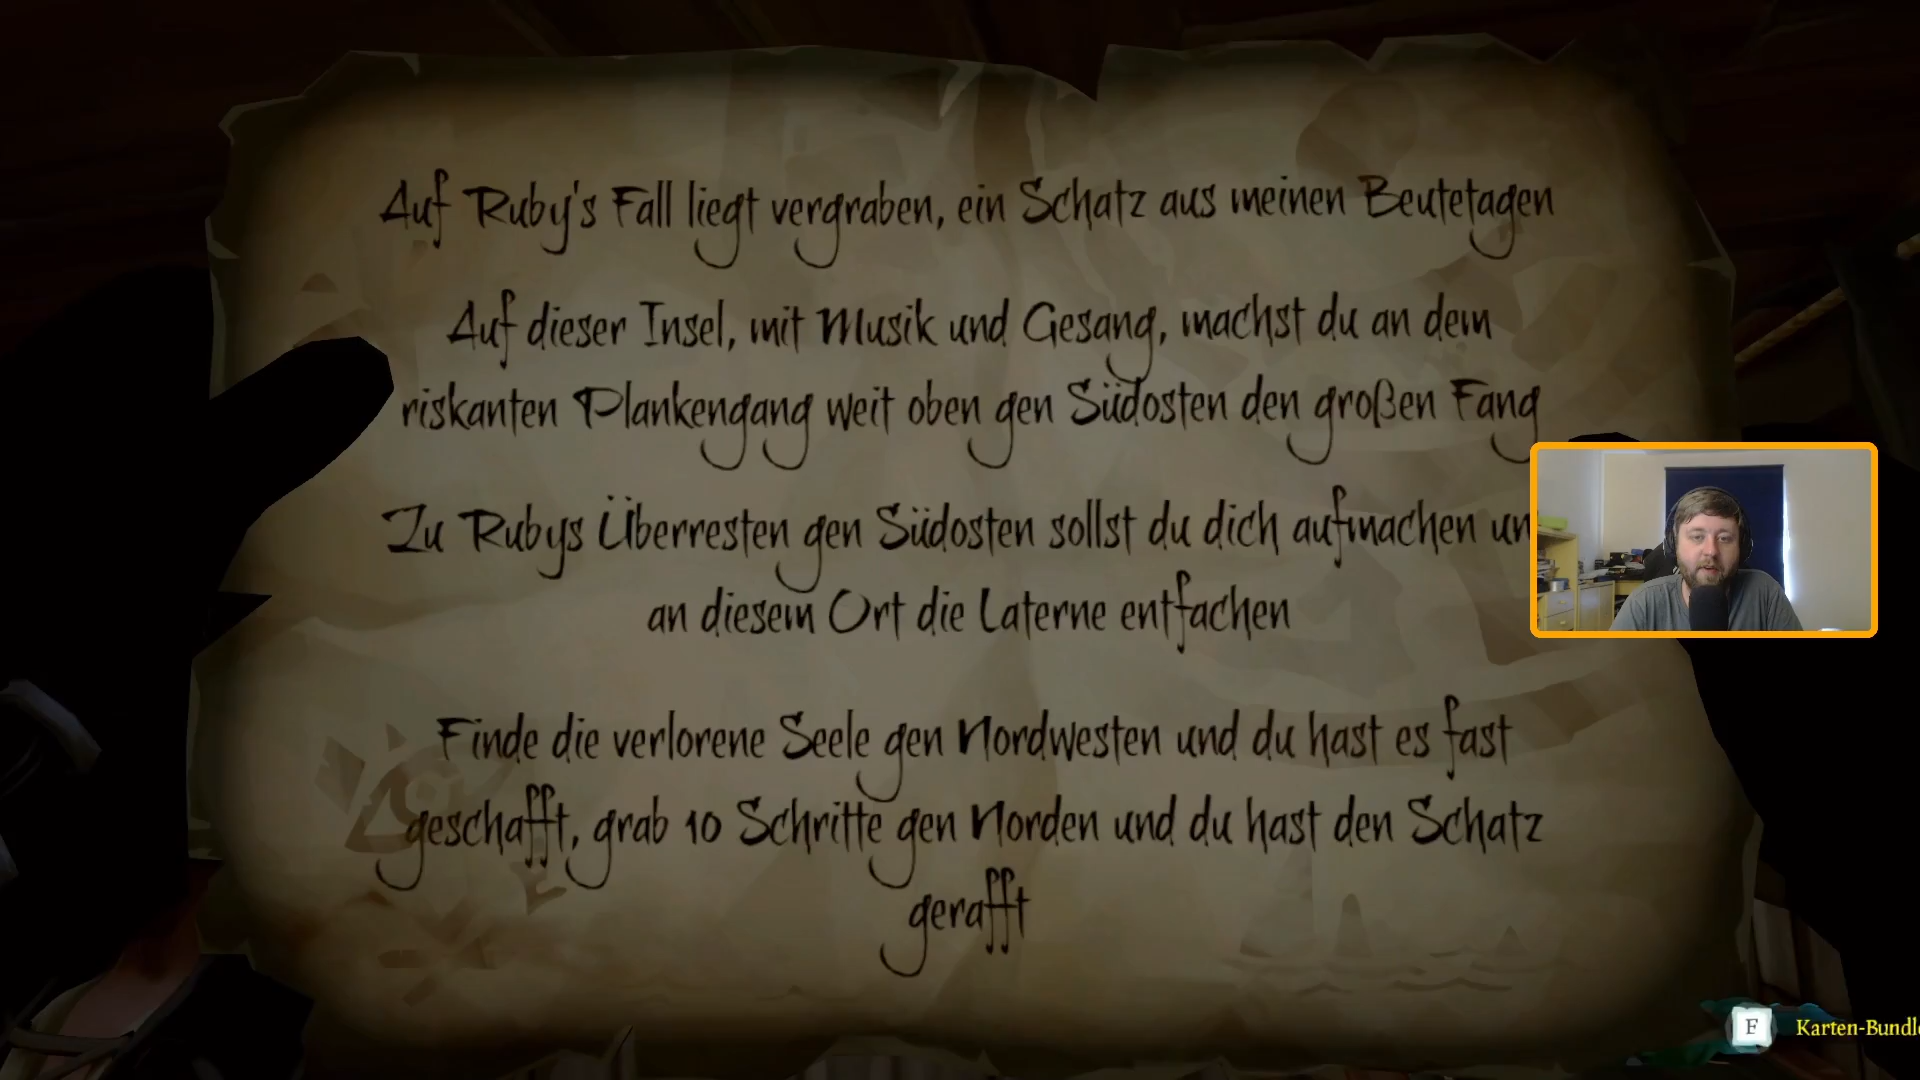 Auf Ruby's Fall liegt vergraben, ein Schatz aus meinen Beutetagen
Auf dieser Insel, mit Musik und Gesang, machst du an dem
riskanten Plankengang weit oben gen Südosten den großen Fang
Zu Rubys Überresten gen Südosten sollst du dich aufmachen un
an diesem Ort die Laterne entfachen
Finde die verlorene Seele gen Nordwesten und du hast es fast
geschafft, grab 10 Schritte gen Norden und du hast den Schatz
gerafft
F Karten-Bundle